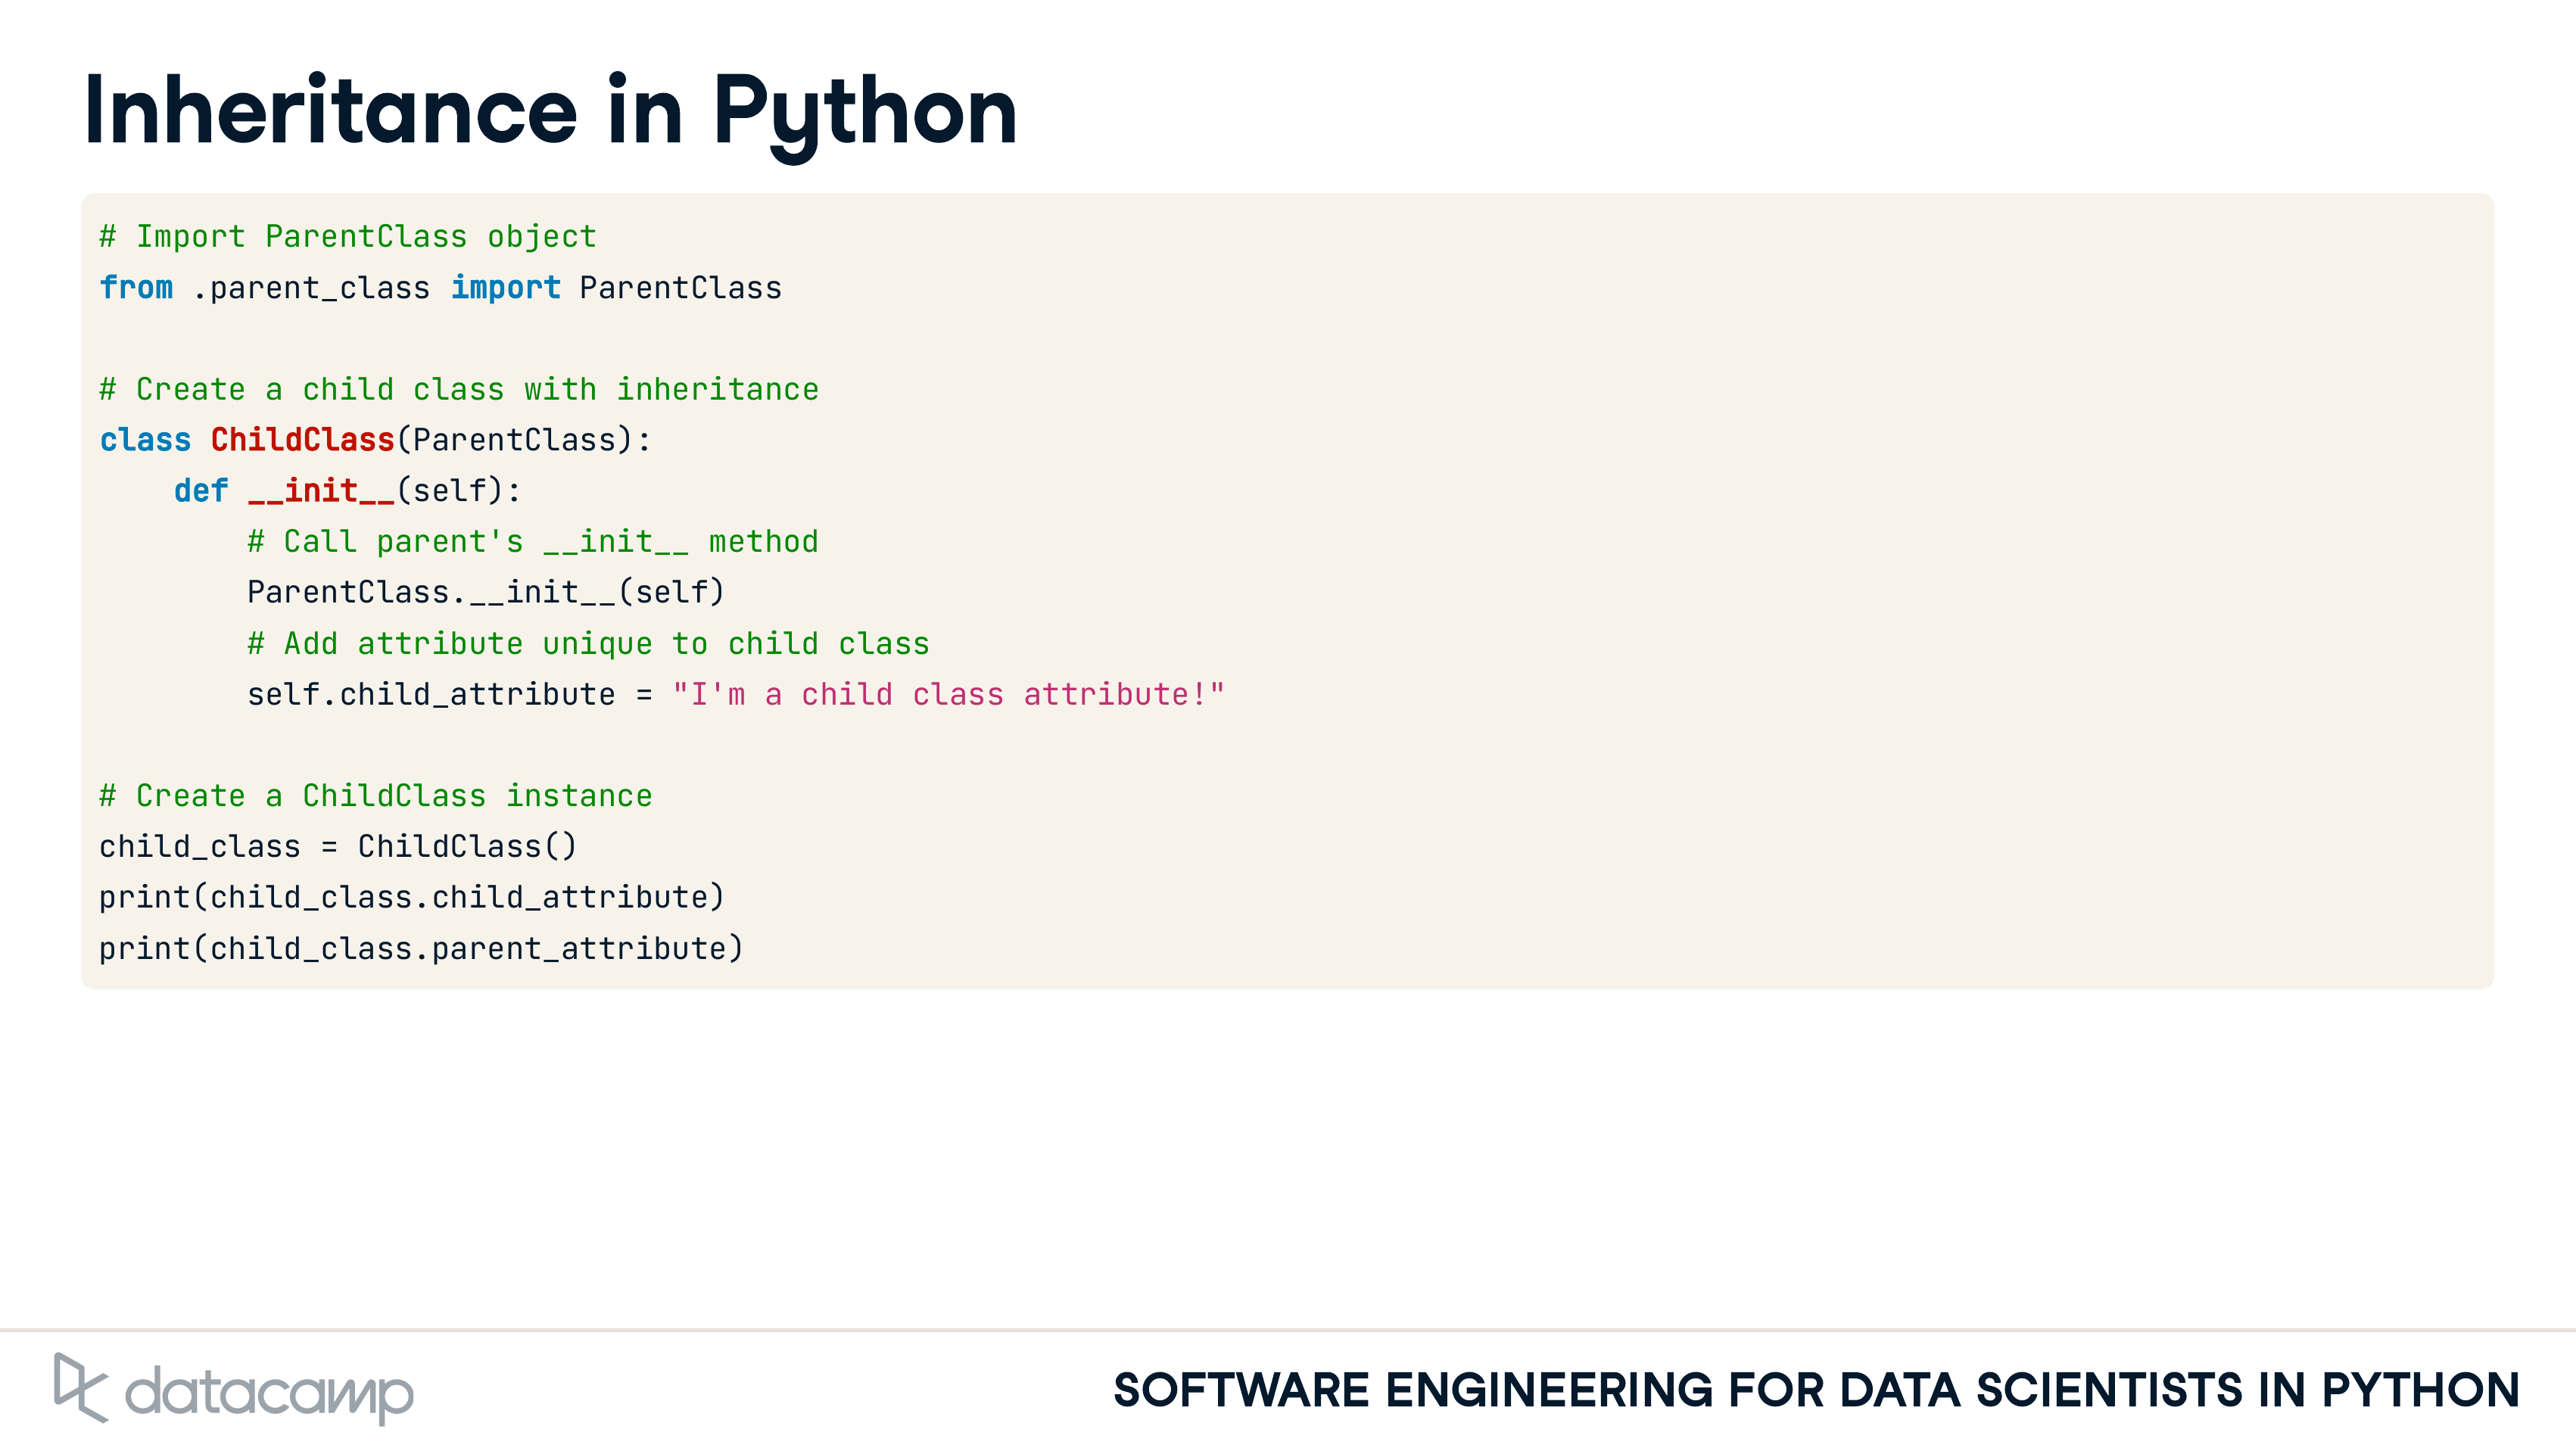 Inheritance in Python
# Import ParentClass object
from .parent_class import ParentClass
# Create a child class with inheritance
class ChildClass(ParentClass):
    def __init__(self):
        # Call parent's __init__ method
        ParentClass.__init__(self)
        # Add attribute unique to child class
        self.child_attribute = "I'm a child class attribute!"
# Create a ChildClass instance
child_class = ChildClass()
print(child_class.child_attribute)
print(child_class.parent_attribute)
datacamp
SOFTWARE ENGINEERING FOR DATA SCIENTISTS IN PYTHON